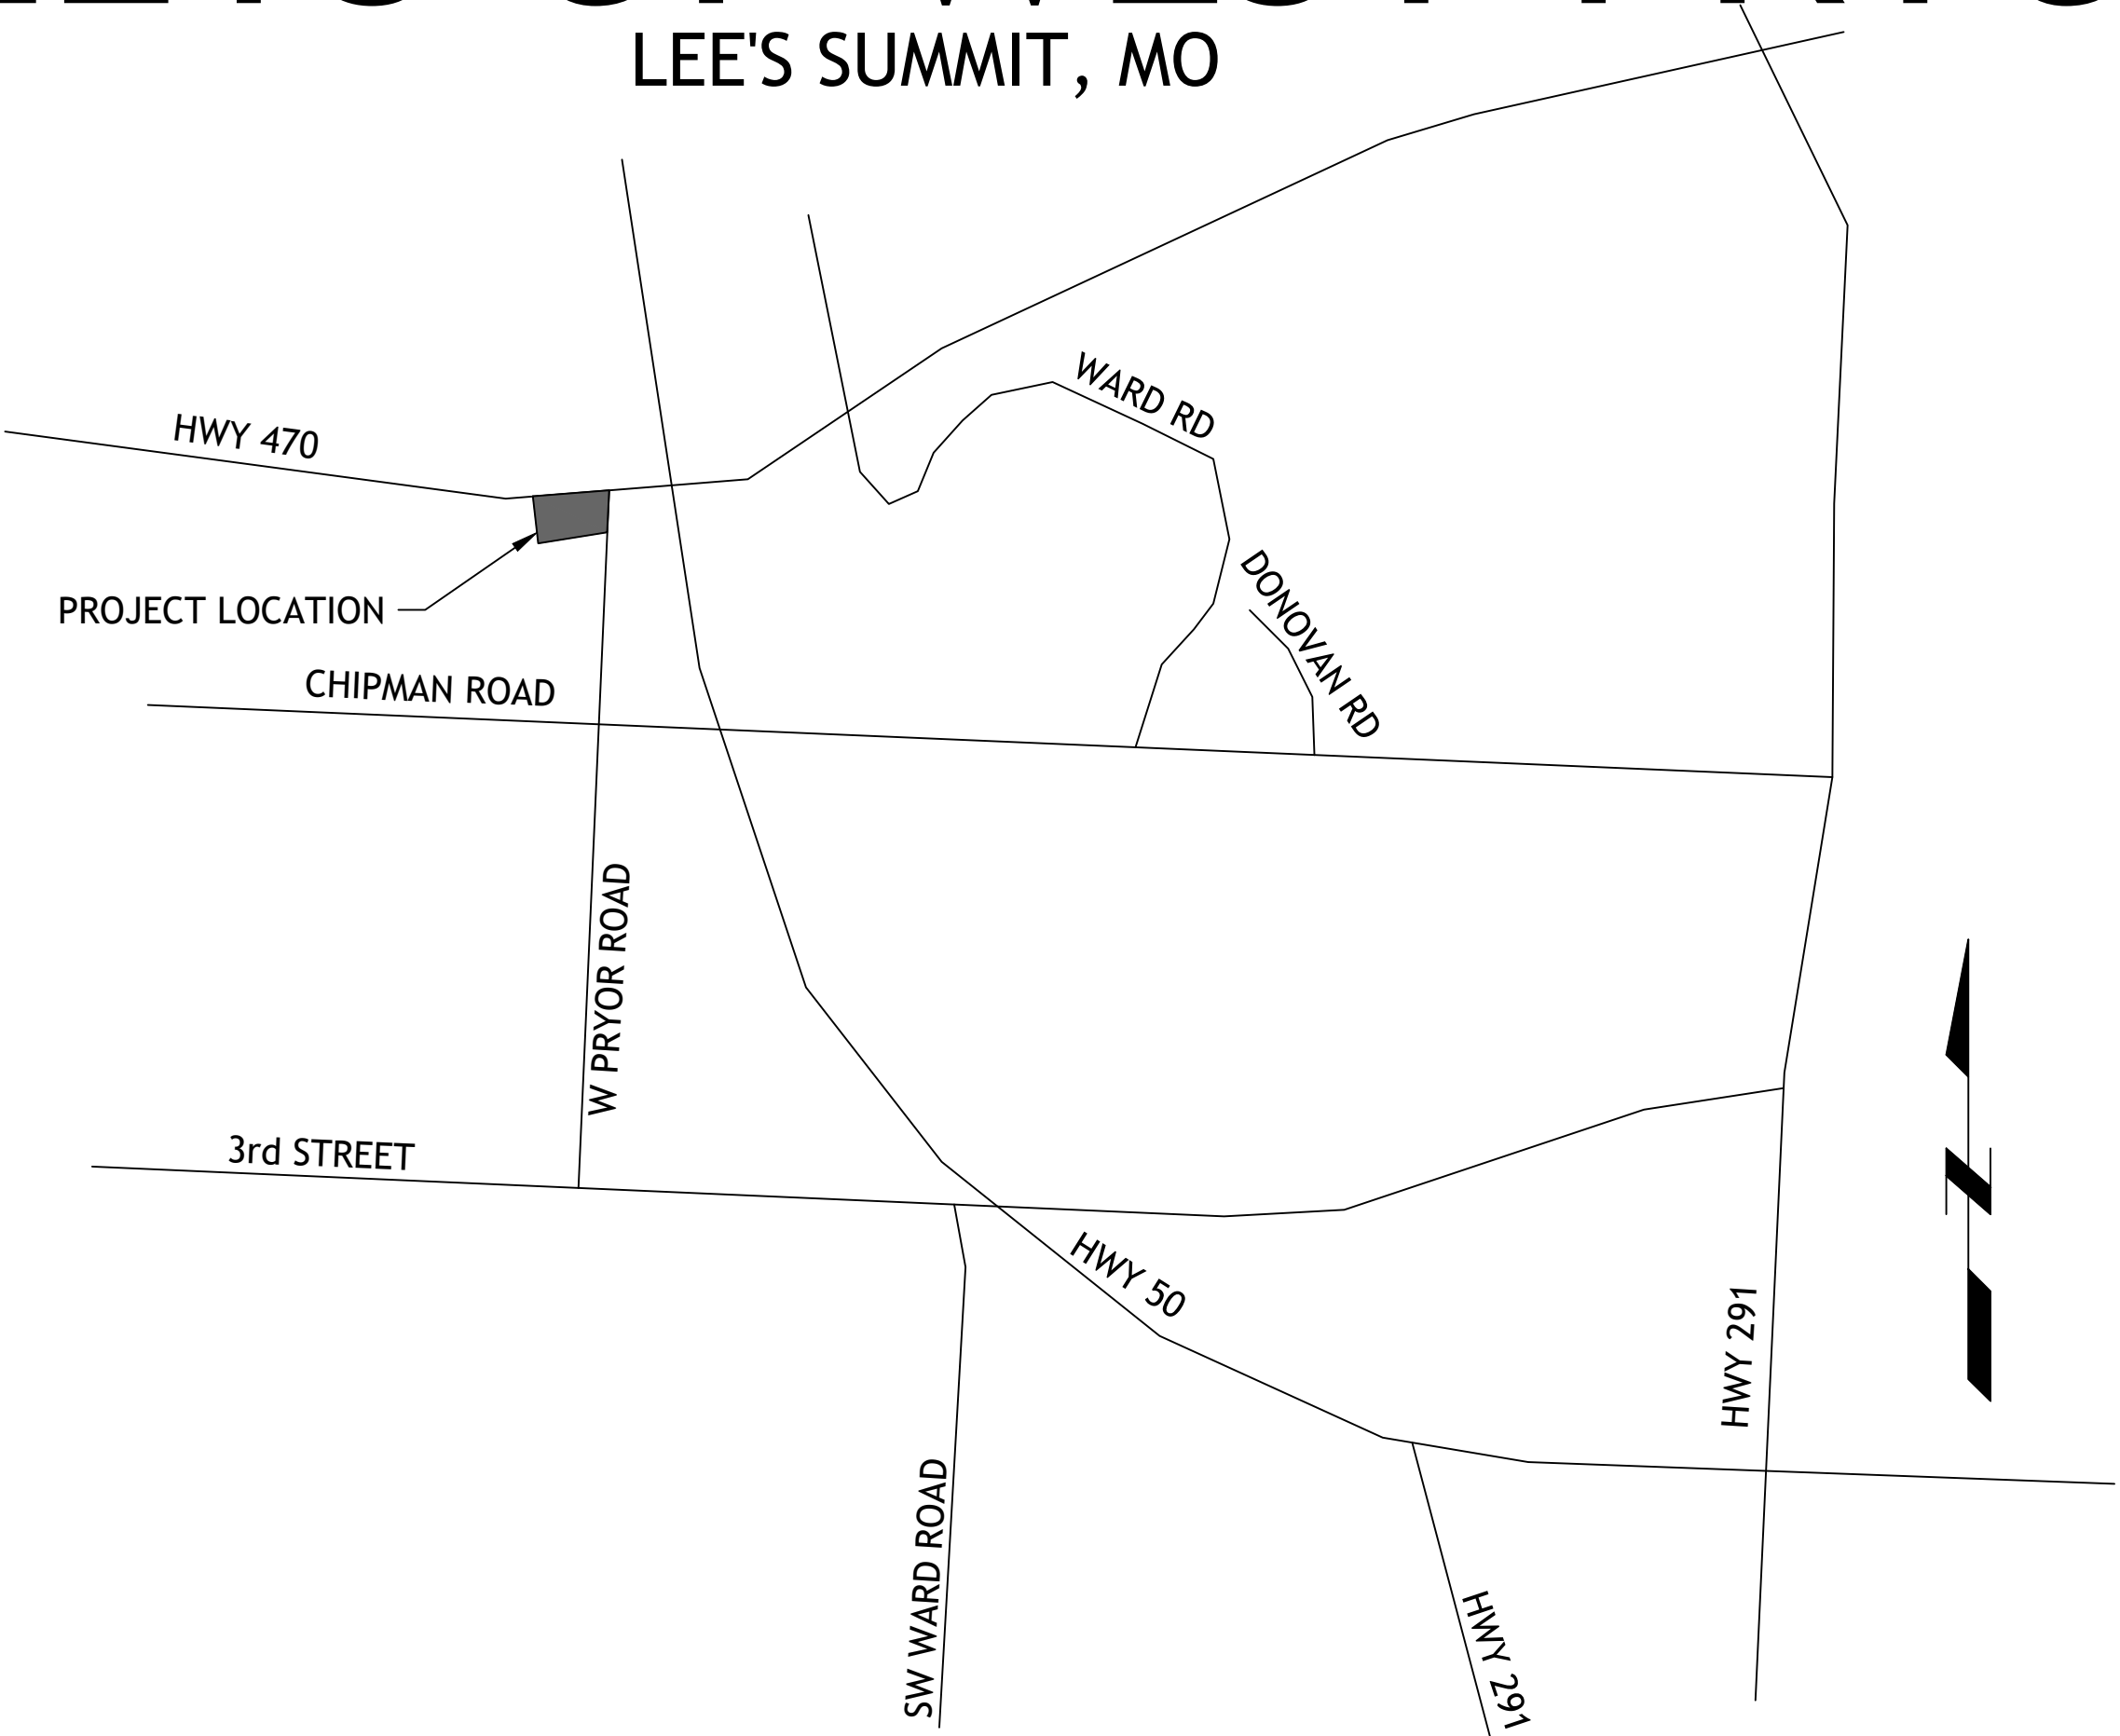 LEE'S SUMMIT, MO
WARD RD
HWY 470
DONOVAN RD
PROJECT LOCATION
CHIPMAN ROAD
W PRYOR ROAD
3rd STREET
N
HWY 50
HWY 291
SW WARD ROAD
HWY 291